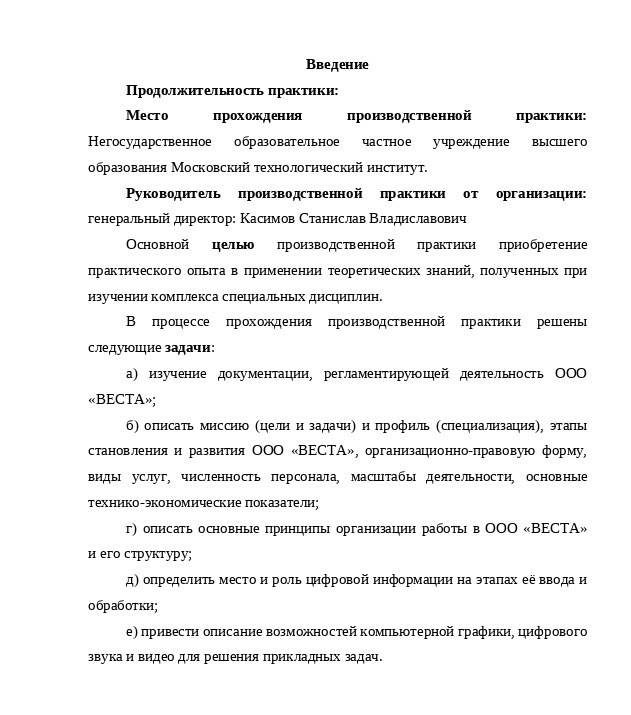 Введение
Продолжительность практики:
Место прохождения производственной практики:
Негосударственное образовательное частное учреждение высшего
образования Московский технологический институт.
Руководитель производственной практики от организации:
генеральный директор: Касимов Станислав Владиславович
Основной целью производственной практики приобретение
практического опыта в применении теоретических знаний, полученных при
изучении комплекса специальных дисциплин.
В процессе прохождения производственной практики решены
следующие задачи:
а) изучение документации, регламентирующей деятельность ООО
«ВЕСТА»;
б) описать миссию (цели и задачи) и профиль (специализация), этапы
становления и развития ООО «ВЕСТА», организационно-правовую форму,
виды услуг, численность персонала, масштабы деятельности, основные
технико-экономические показатели;
г) описать основные принципы организации работы в ООО «ВЕСТА»
и его структуру;
д) определить место и роль цифровой информации на этапах её ввода и
обработки;
е) привести описание возможностей компьютерной графики, цифрового
звука и видео для решения прикладных задач.